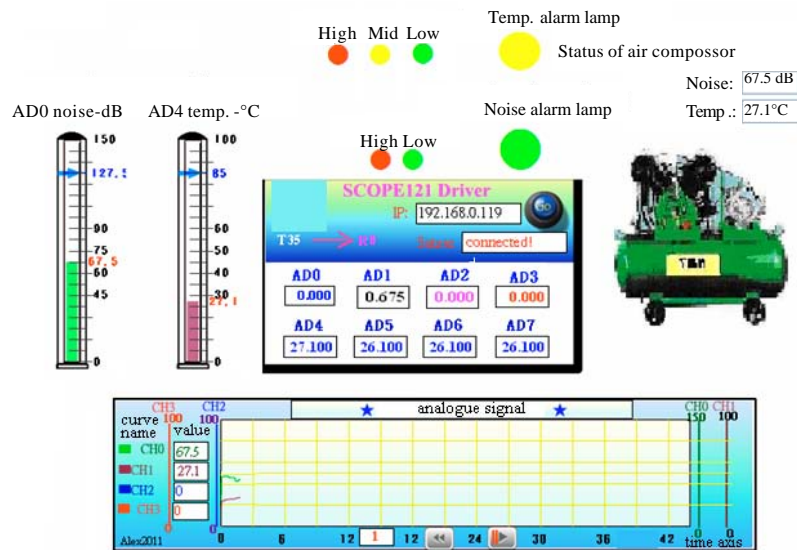 Temp. alarm lamp
High Mid Low
Status of air compossor
Noise: 67.5 dB
Temp.: 27.1°C
AD0 noise-dB
AD4 temp. -°C
Noise alarm lamp
High Low
150
127.5
90
75
67.5
60
45
0
100
85
60
50
40
30
27.1
0
SCOPE121 Driver
IP: 192.168.0.119
Go
T35
R0
connected!
AD0 AD1 AD2 AD3
0.000 0.675 0.000 0.000
AD4 AD5 AD6 AD7
27.100 26.100 26.100 26.100
analogue signal
CH3 CH2
100 100
CH0 CH1
150 100
curve name value
CH0 67.5
CH1 27.1
CH2 0
CH3 0
0 0
0 0
Alex2011
0 6 12 1 12 24 30 36 42 time axis